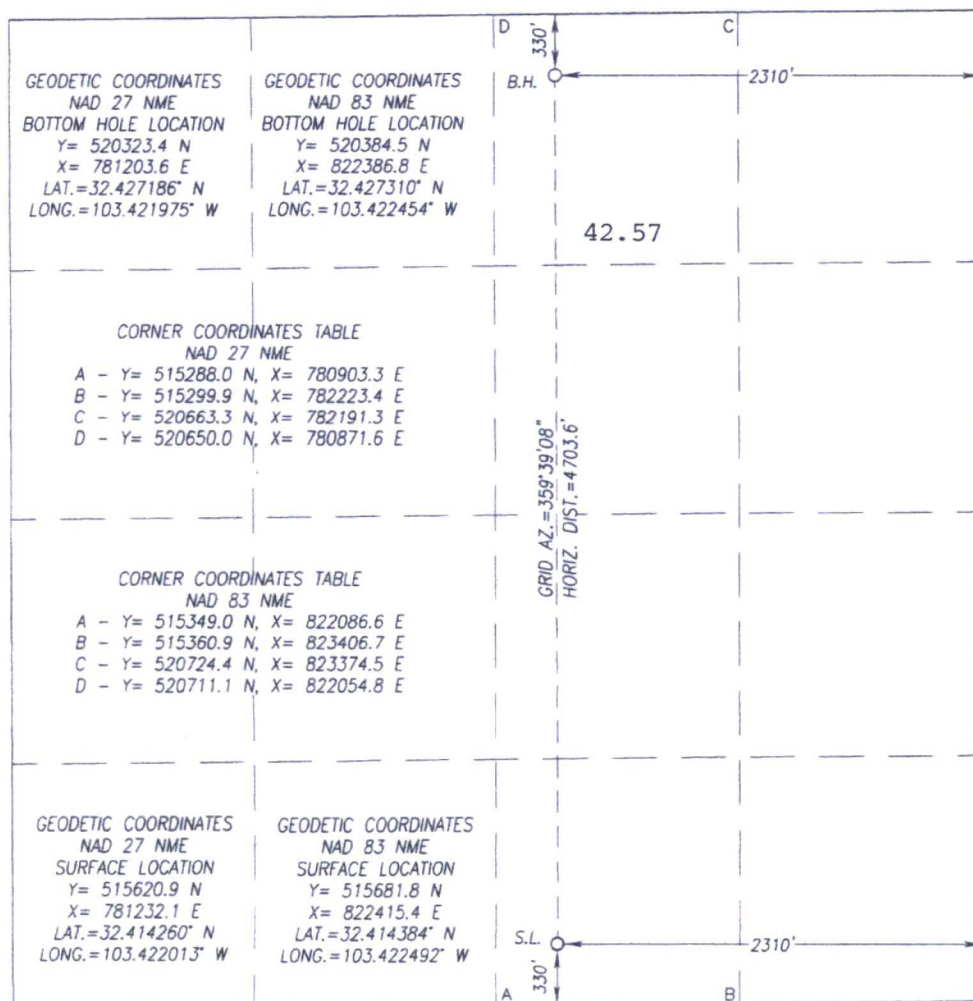 D
C
330'
B.H.
2310'
GEODETIC COORDINATES
NAD 27 NME
BOTTOM HOLE LOCATION
Y= 520323.4 N
X= 781203.6 E
LAT.=32.427186° N
LONG.=103.421975° W
GEODETIC COORDINATES
NAD 83 NME
BOTTOM HOLE LOCATION
Y= 520384.5 N
X= 822386.8 E
LAT.=32.427310° N
LONG.=103.422454° W
42.57
CORNER COORDINATES TABLE
NAD 27 NME
A - Y= 515288.0 N, X= 780903.3 E
B - Y= 515299.9 N, X= 782223.4 E
C - Y= 520663.3 N, X= 782191.3 E
D - Y= 520650.0 N, X= 780871.6 E
GRID AZ.=359°39'08"
HORIZ. DIST.=4703.6'
CORNER COORDINATES TABLE
NAD 83 NME
A - Y= 515349.0 N, X= 822086.6 E
B - Y= 515360.9 N, X= 823406.7 E
C - Y= 520724.4 N, X= 823374.5 E
D - Y= 520711.1 N, X= 822054.8 E
GEODETIC COORDINATES
NAD 27 NME
SURFACE LOCATION
Y= 515620.9 N
X= 781232.1 E
LAT.=32.414260° N
LONG.=103.422013° W
GEODETIC COORDINATES
NAD 83 NME
SURFACE LOCATION
Y= 515681.8 N
X= 822415.4 E
LAT.=32.414384° N
LONG.=103.422492° W
S.L.
2310'
330'
A
B